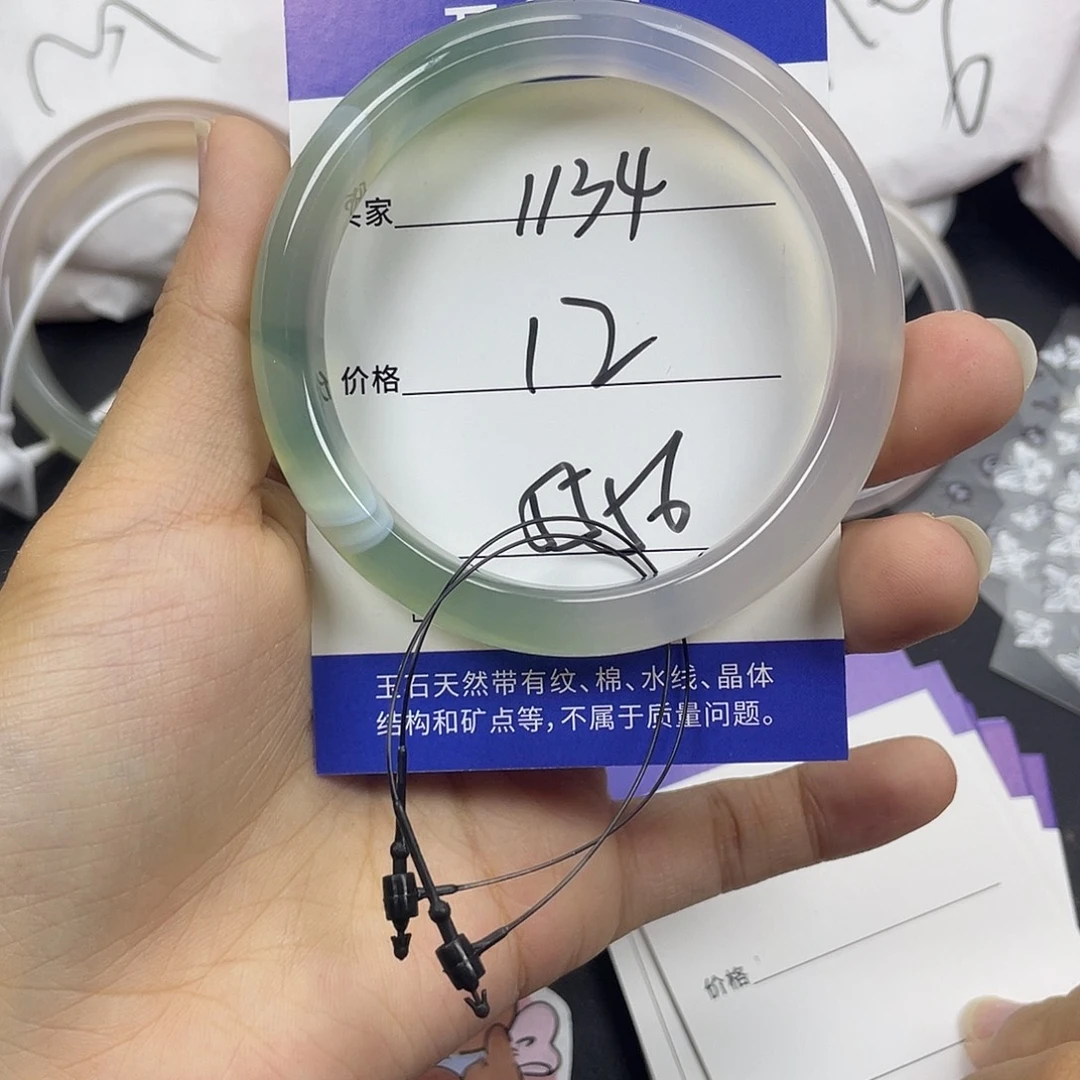 家 1134
价格 12
玉石天然带有纹、棉、水线、晶体
结构和矿点等,不属于质量问题。
价格